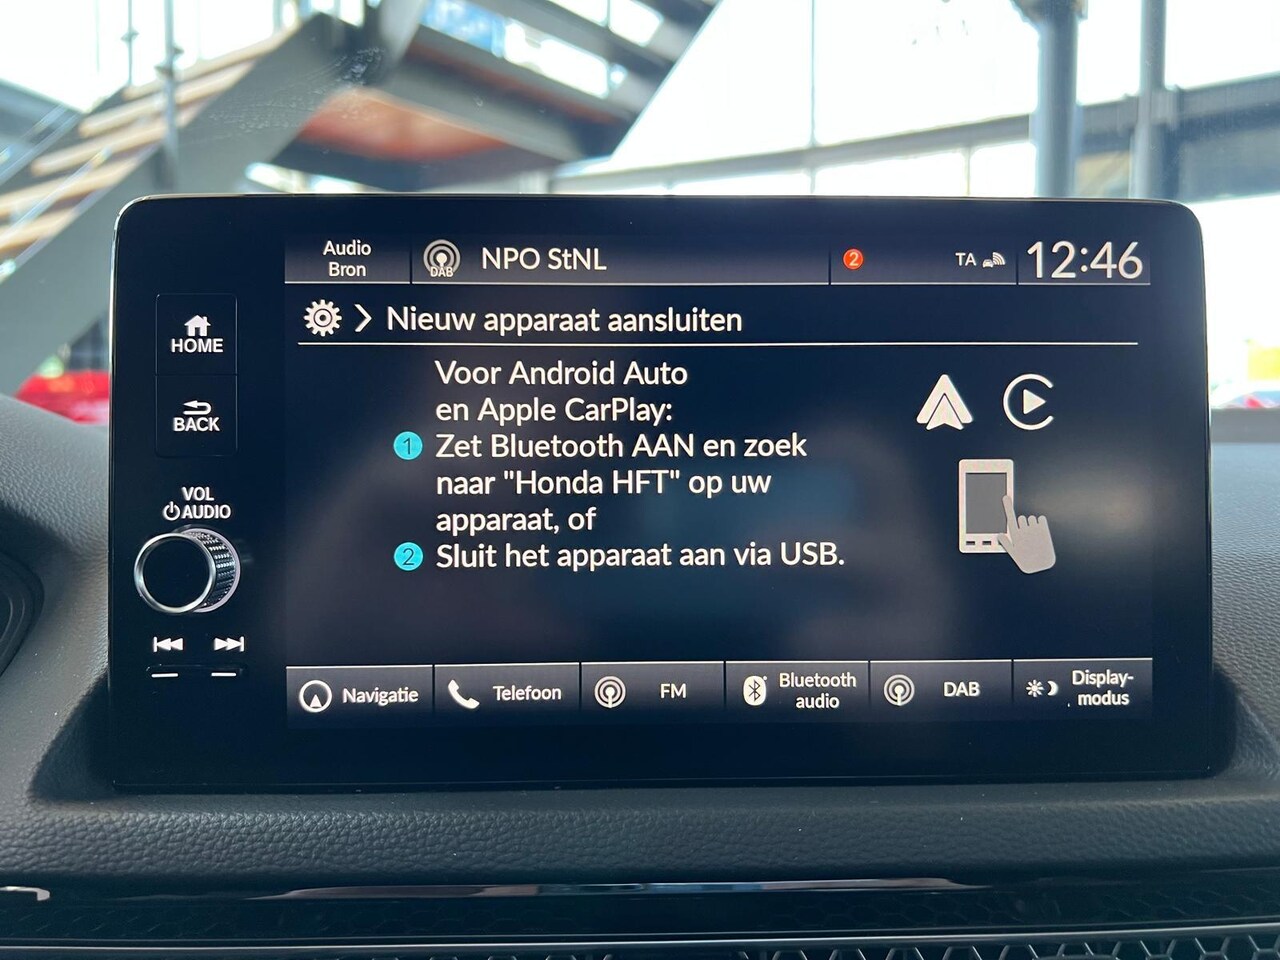 Audio
Bron
DAB
NPO StNL
2
TA
12:46
HOME
BACK
VOL
AUDIO
Nieuw apparaat aansluiten
Voor Android Auto
en Apple CarPlay:
1 Zet Bluetooth AAN en zoek
naar "Honda HFT" op uw
apparaat, of
2 Sluit het apparaat aan via USB.
Navigatie
Telefoon
FM
Bluetooth
audio
DAB
Display-
modus